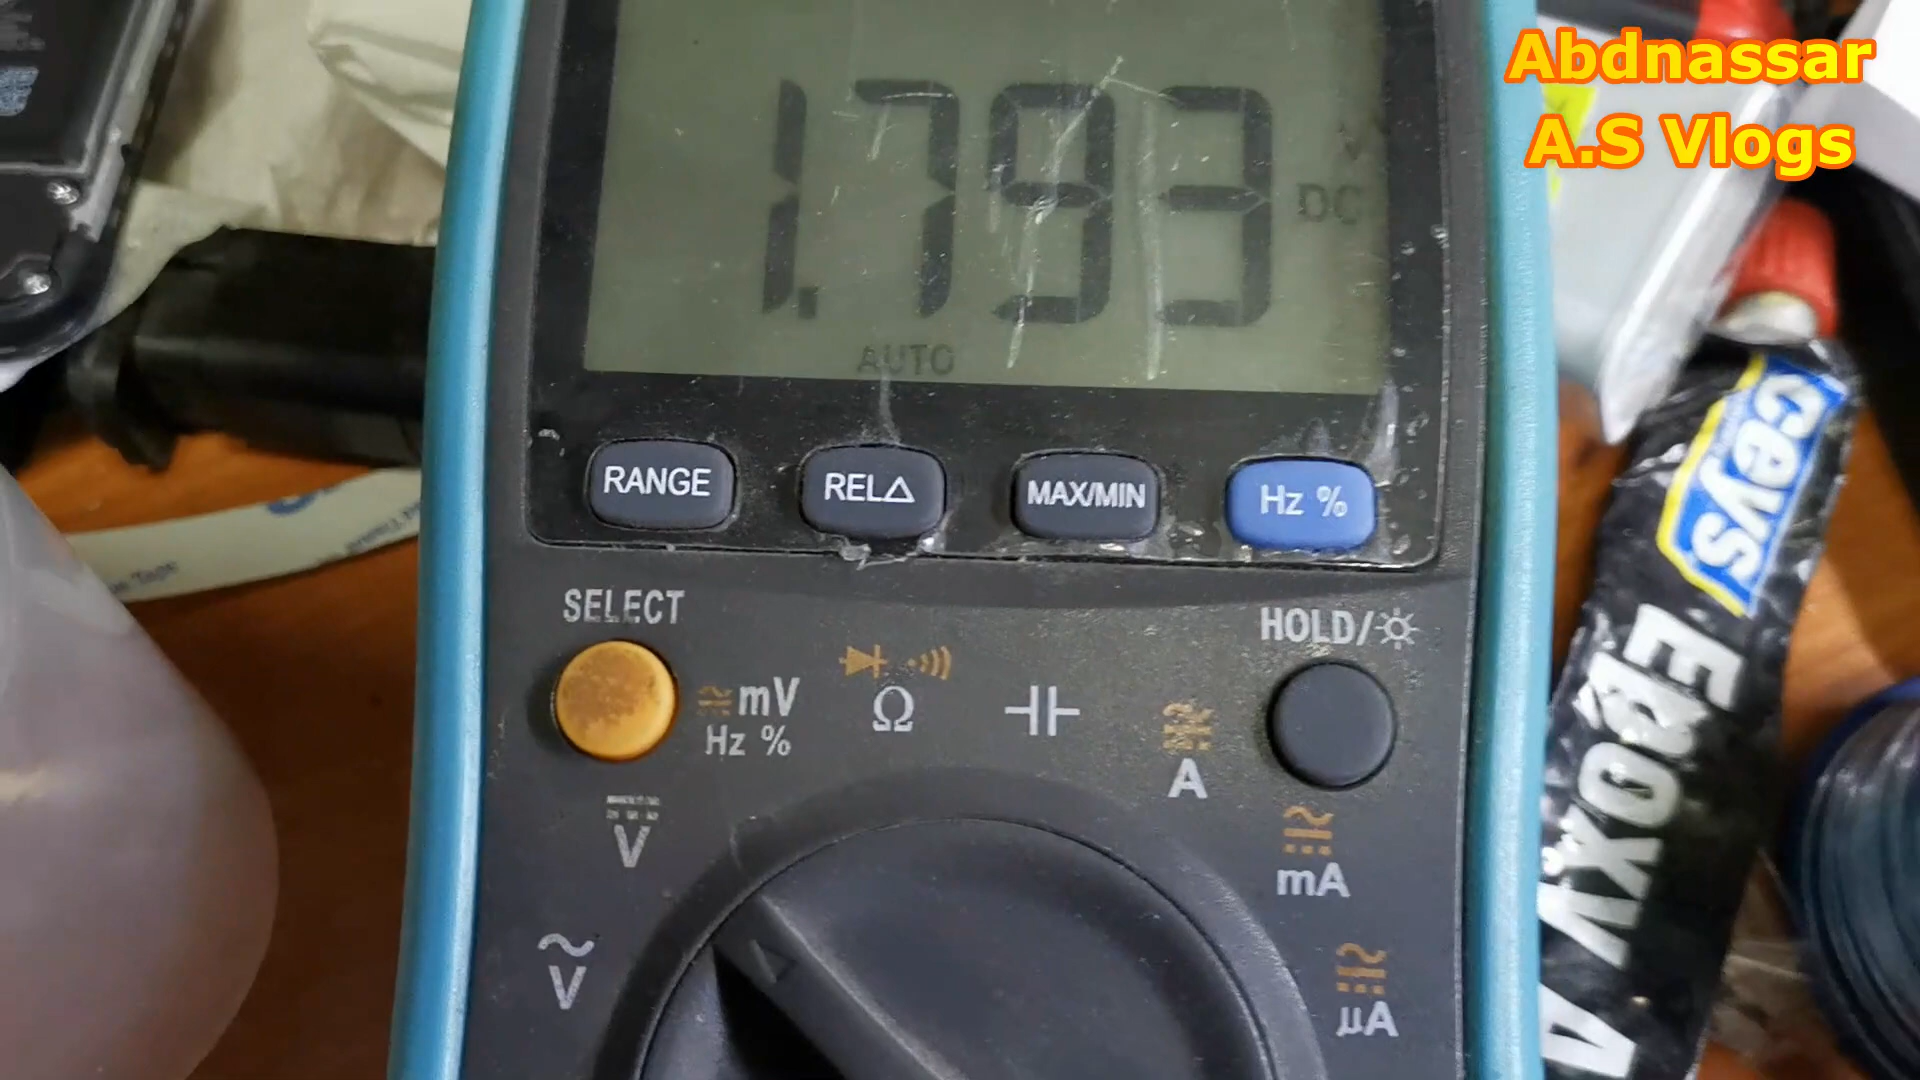 Abdnassar
A.S Vlogs
1.793
DC
AUTO
RANGE
REL△
MAX/MIN
Hz %
SELECT
HOLD/
mV
Hz %
Ω
A
V
mA
V
µA
ceys
EPOXY A